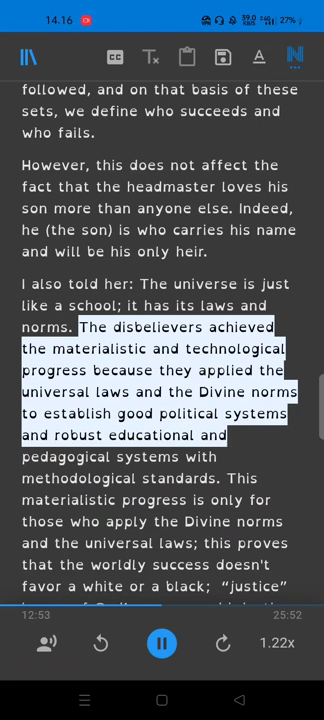 14.16
39.0
KB/S
27%
CC
followed, and on that basis of these
sets, we define who succeeds and
who fails.
However, this does not affect the
fact that the headmaster loves his
son more than anyone else. Indeed,
he (the son) is who carries his name
and will be his only heir.
I also told her: The universe is just
like a school; it has its laws and
norms. The disbelievers achieved
the materialistic and technological
progress because they applied the
universal laws and the Divine norms
to establish good political systems
and robust educational and
pedagogical systems with
methodological standards. This
materialistic progress is only for
those who apply the Divine norms
and the universal laws; this proves
that the worldly success doesn't
favor a white or a black; “justice”
12:53
25:52
1.22x